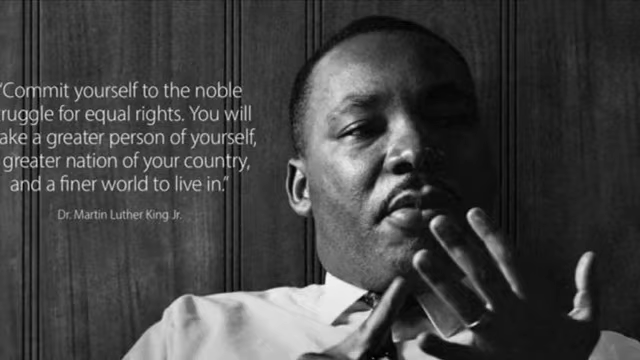 "Commit yourself to the noble
ruggle for equal rights. You will
ake a greater person of yourself,
greater nation of your country,
and a finer world to live in."
Dr. Martin Luther King Jr.